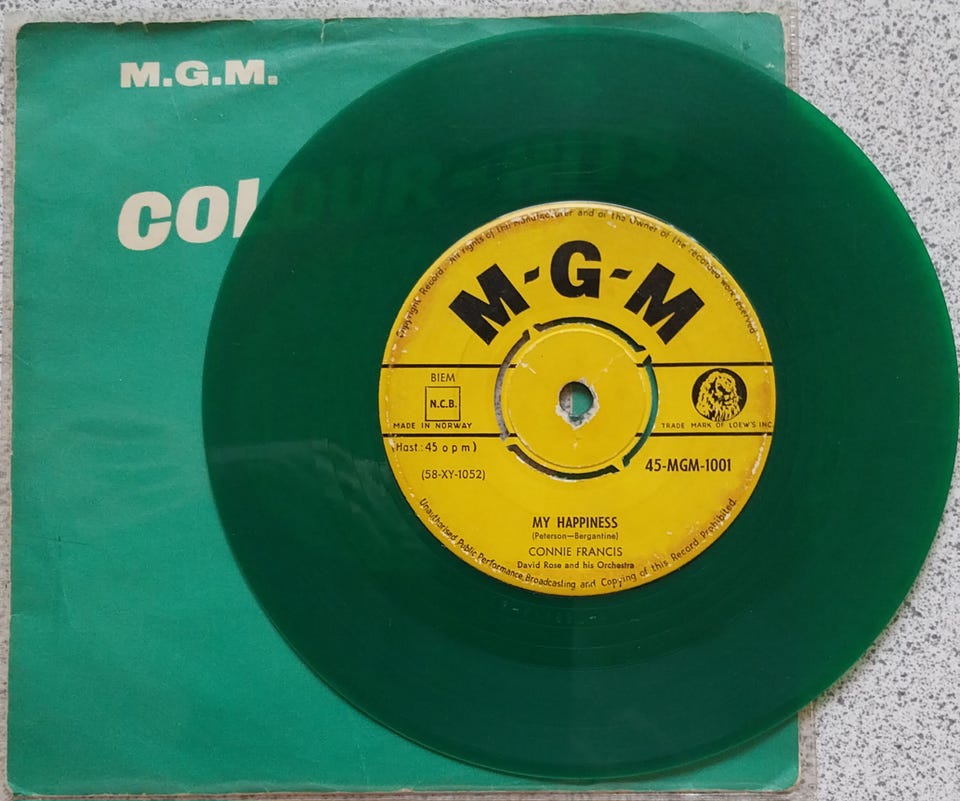 M.G.M.
COLOUR
Copyright Record. All rights of the Manufacturer and of the Owner of the recorded work reserved
M-G-M
BIEM
N.C.B.
MADE IN NORWAY
TRADE MARK OF LOEW'S INC.
(Hast.: 45 o p m)
(58-XY-1052)
45-MGM-1001
MY HAPPINESS
(Peterson—Bergantine)
CONNIE FRANCIS
David Rose and his Orchestra
Unauthorised Public Performance, Broadcasting and Copying of this Record Prohibited.